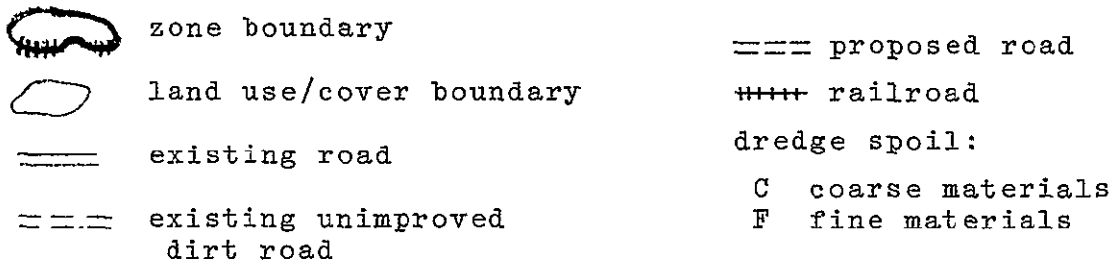 zone boundary
land use/cover boundary
existing road
existing unimproved
dirt road
proposed road
railroad
dredge spoil:
C coarse materials
F fine materials